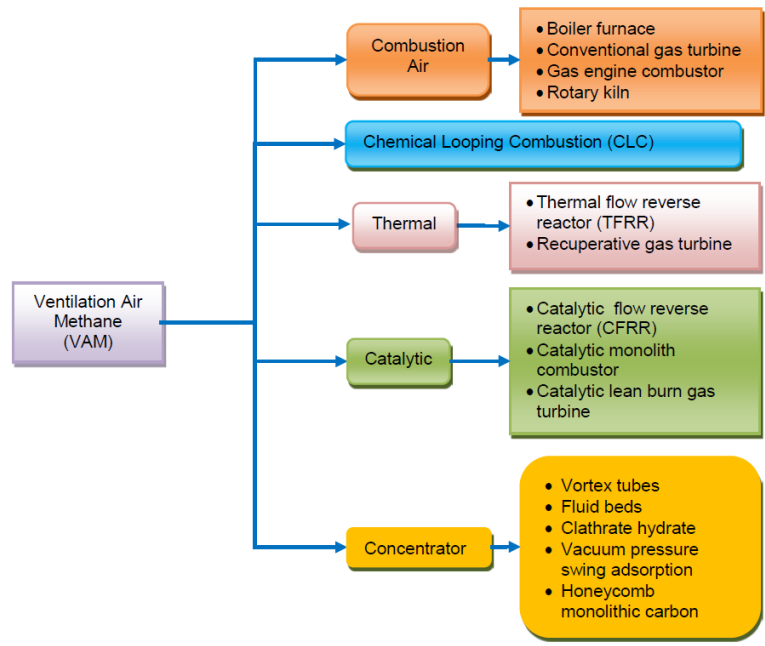 Combustion
Air
• Boiler furnace
• Conventional gas turbine
• Gas engine combustor
• Rotary kiln
Chemical Looping Combustion (CLC)
Thermal
• Thermal flow reverse
reactor (TFRR)
• Recuperative gas turbine
Ventilation Air
Methane
(VAM)
Catalytic
• Catalytic flow reverse
reactor (CFRR)
• Catalytic monolith
combustor
• Catalytic lean burn gas
turbine
Concentrator
• Vortex tubes
• Fluid beds
• Clathrate hydrate
• Vacuum pressure
swing adsorption
• Honeycomb
monolithic carbon